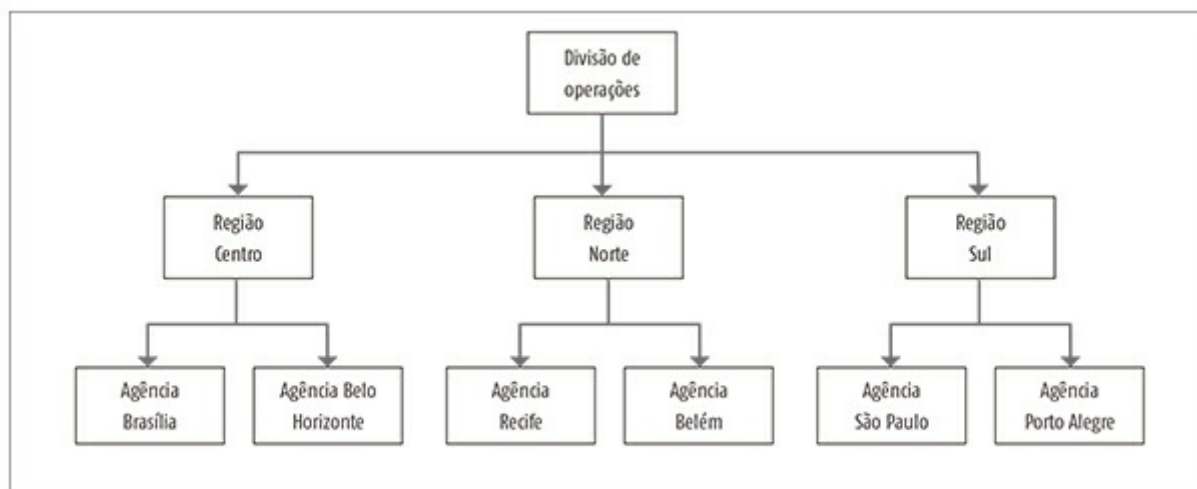 Divisão de
operações
Região
Centro
Região
Norte
Região
Sul
Agência
Brasília
Agência Belo
Horizonte
Agência
Recife
Agência
Belém
Agência
São Paulo
Agência
Porto Alegre